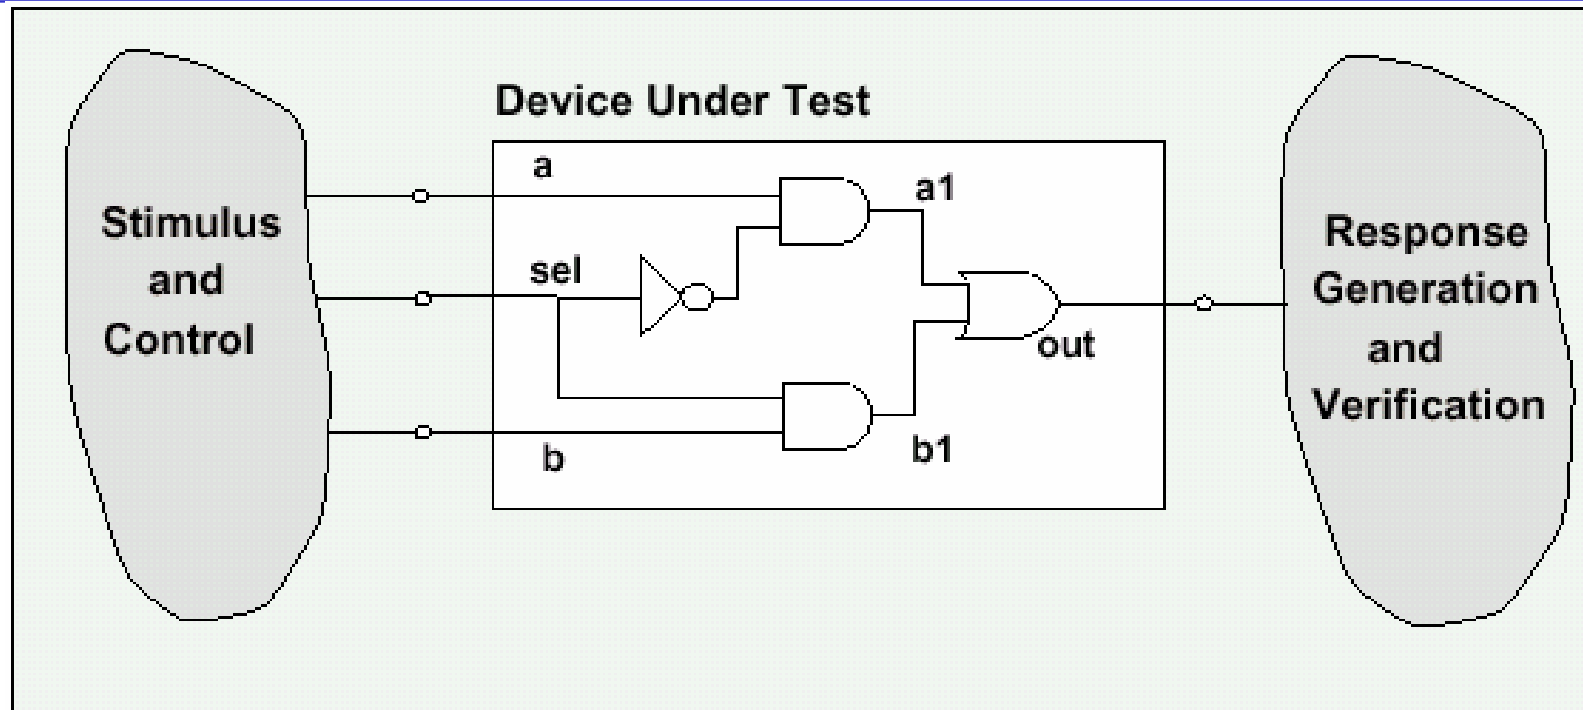 Device Under Test
a
a1
Stimulus
and
Control
sel
out
b
b1
Response
Generation
and
Verification